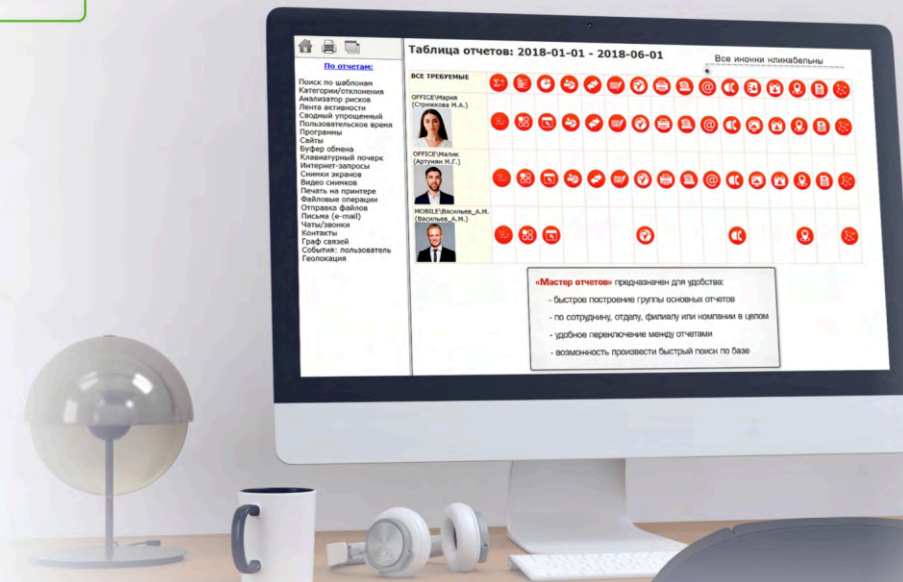 Таблица отчетов: 2018-01-01 - 2018-06-01
Все иконки кликабельны
По отчетам:
Поиск по шаблонам
Категории/отклонения
Анализатор рисков
Лента активности
Сводный упрощенный
Пользовательское время
Программы
Сайты
Буфер обмена
Клавиатурный почерк
Интернет-запросы
Снимки экранов
Видео снимков
Печать на принтере
Файловые операции
Отправка файлов
Письма (e-mail)
Чаты/звонки
Контакты
Граф связей
События: пользователь
Геолокация
ВСЕ ТРЕБУЕМЫЕ
OFFICE\Мария
(Стрижкова М.А.)
OFFICE\Малик
(Артунян М.Г.)
MOBILE\Васильев_А.М.
(Васильев_А.М.)
«Мастер отчетов» предназначен для удобства:
- быстрое построение группы основных отчетов
- по сотруднику, отделу, филиалу или компании в целом
- удобное переключение между отчетами
- возможность произвести быстрый поиск по базе